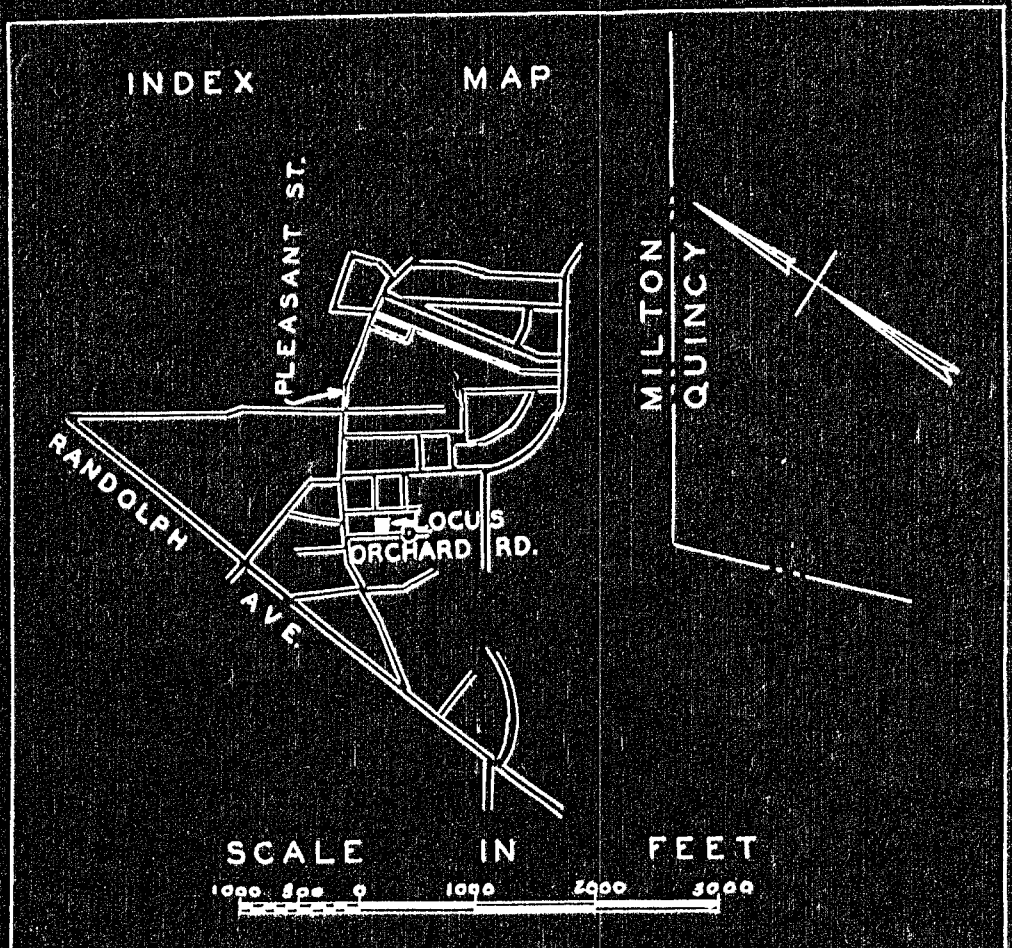 INDEX MAP
PLEASANT ST.
MILTON
QUINCY
RANDOLPH AVE.
LOCUS
ORCHARD RD.
SCALE IN FEET
1000 500 0 1000 2000 3000